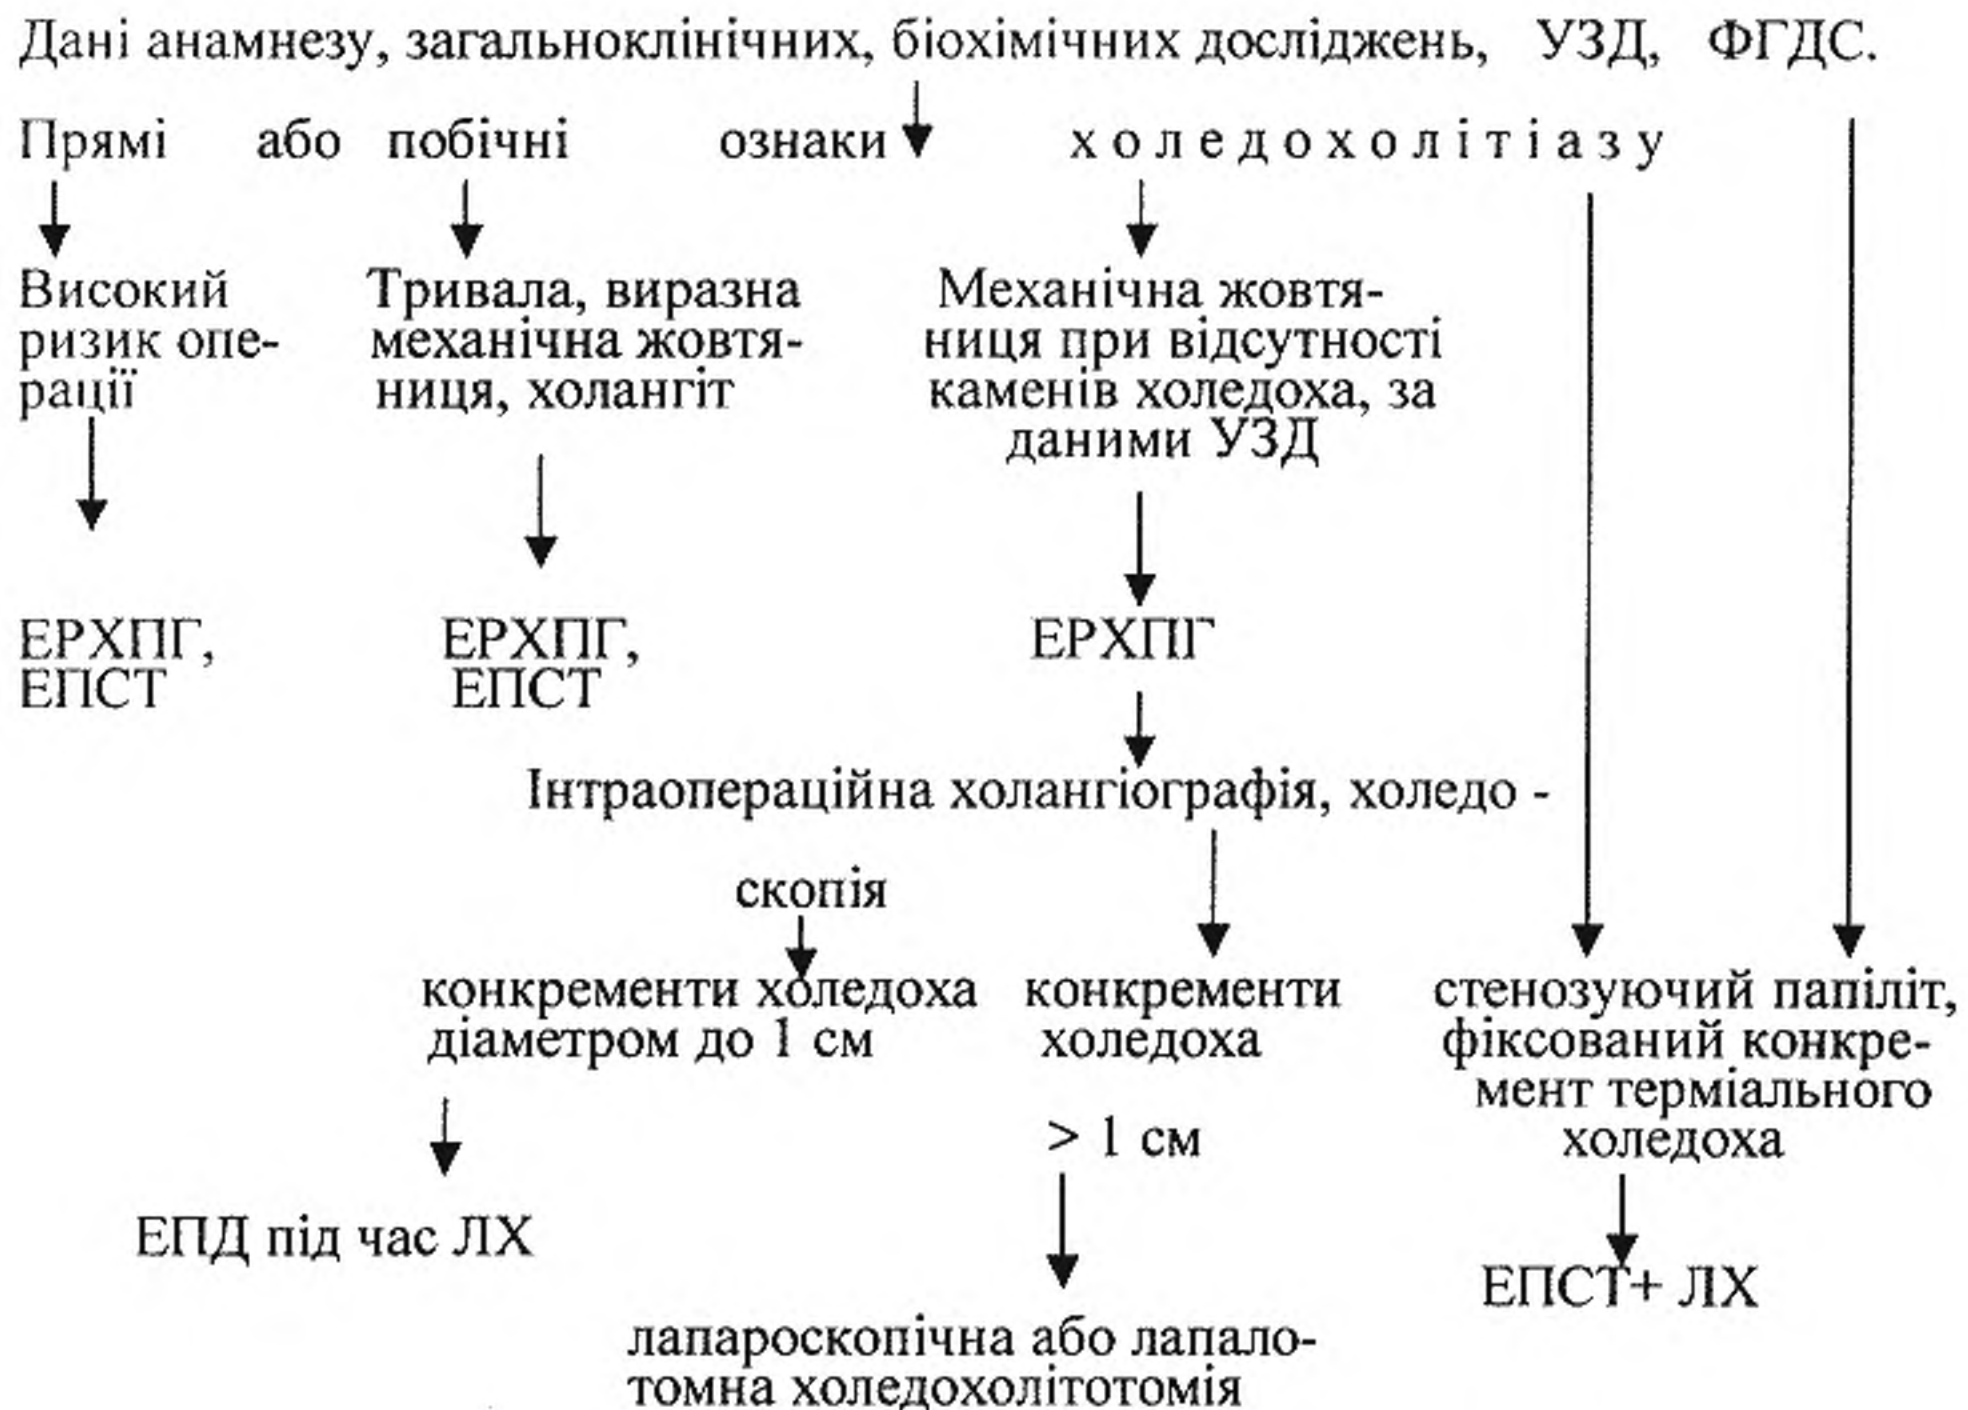 Дані анамнезу, загальноклінічних, біохімічних досліджень, УЗД, ФГДС.
Прямі або побічні ознаки холедохолітіазу
Високий
ризик опе-
рації
Тривала, виразна
механічна жовтя-
ниця, холангіт
Механічна жовтя-
ниця при відсутності
каменів холедоха, за
даними УЗД
ЕРХПГ,
ЕПСТ
ЕРХПГ,
ЕПСТ
ЕРХПГ
Інтраопераційна холангіографія, холедо -
скопія
конкременти холедоха
діаметром до 1 см
конкременти
холедоха
> 1 см
стенозуючий папіліт,
фіксований конкре-
мент терміального
холедоха
ЕПД під час ЛХ
ЕПСТ+ ЛХ
лапароскопічна або лапало-
томна холедохолітотомія